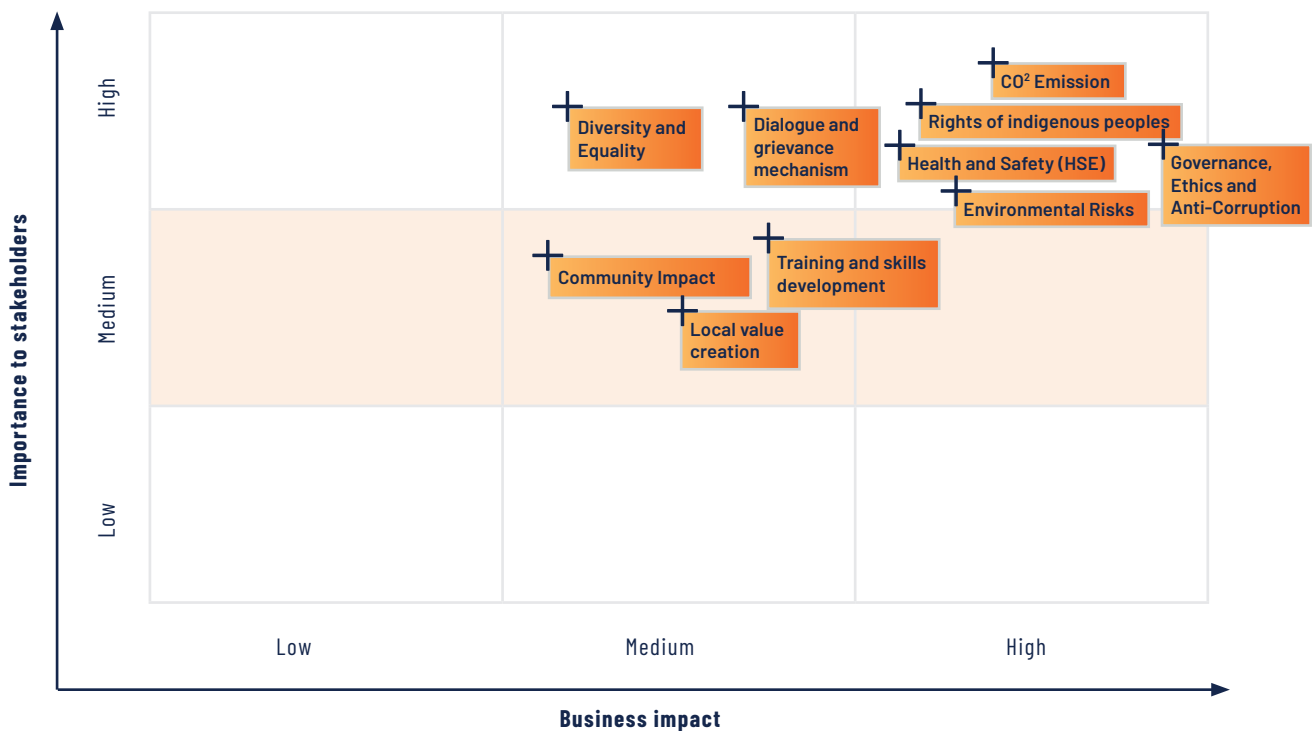 Importance to stakeholders
High
Medium
Low
CO² Emission
Rights of indigenous peoples
Diversity and
Equality
Dialogue and
grievance
mechanism
Health and Safety (HSE)
Governance,
Ethics and
Anti-Corruption
Environmental Risks
Community Impact
Training and skills
development
Local value
creation
Low
Medium
High
Business impact